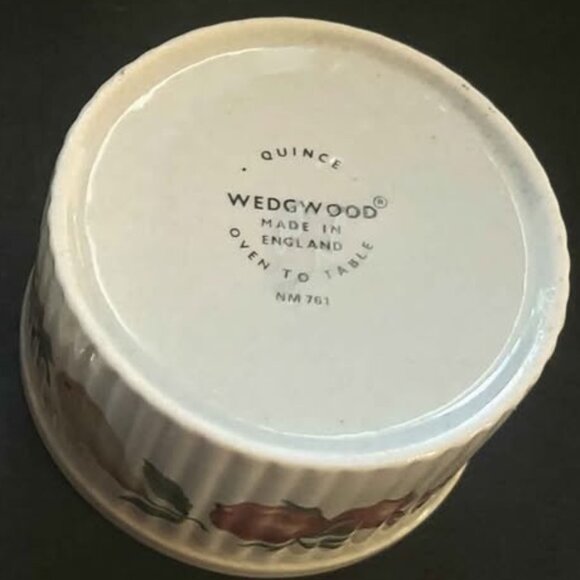 QUINCE
WEDGWOOD®
MADE IN
ENGLAND
OVEN TO TABLE
NM 761